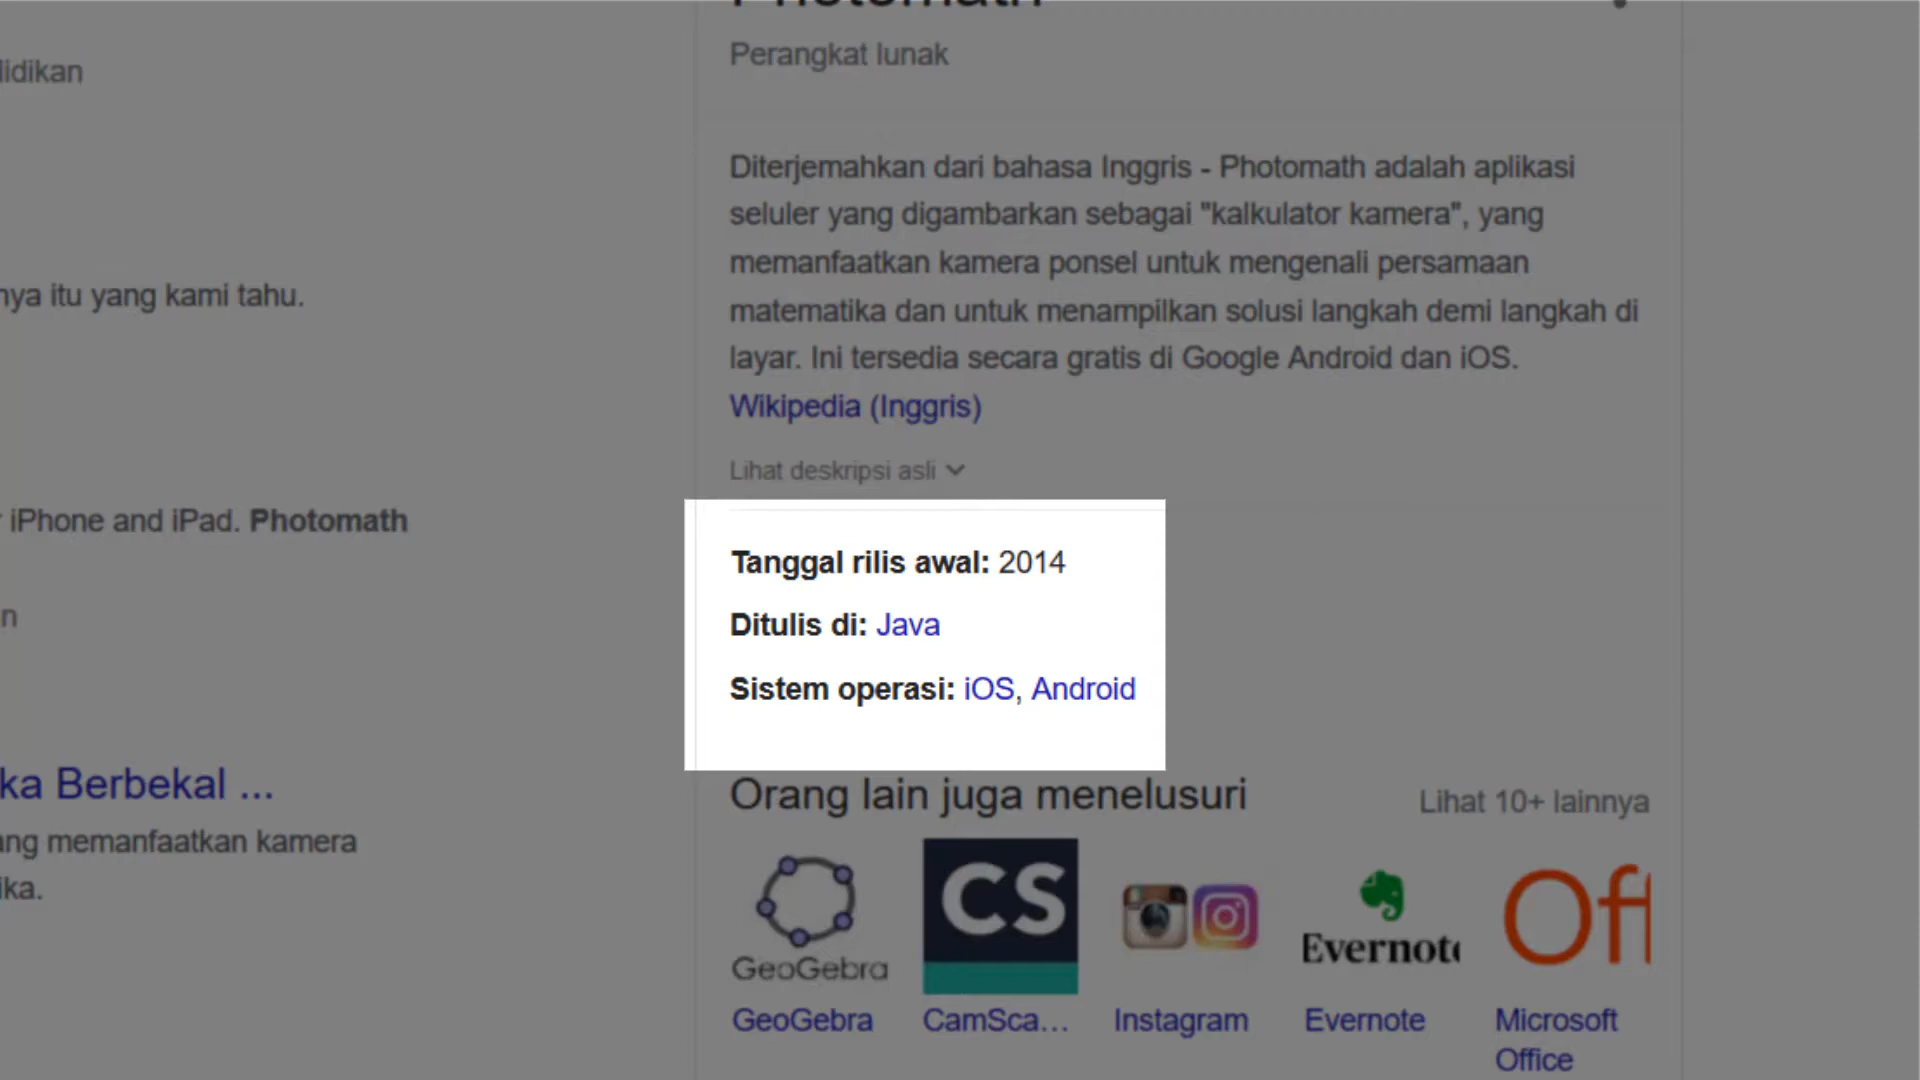 Photomath
Perangkat lunak
didikan
Diterjemahkan dari bahasa Inggris - Photomath adalah aplikasi
seluler yang digambarkan sebagai "kalkulator kamera", yang
memanfaatkan kamera ponsel untuk mengenali persamaan
matematika dan untuk menampilkan solusi langkah demi langkah di
layar. Ini tersedia secara gratis di Google Android dan iOS.
Wikipedia (Inggris)
Lihat deskripsi asli
nya itu yang kami tahu.
iPhone and iPad. Photomath
n
Tanggal rilis awal: 2014
Ditulis di: Java
Sistem operasi: iOS, Android
ka Berbekal ...
ang memanfaatkan kamera
ika.
Orang lain juga menelusuri
Lihat 10+ lainnya
GeoGebra
CS
Evernote
Off
GeoGebra
CamSca...
Instagram
Evernote
Microsoft
Office